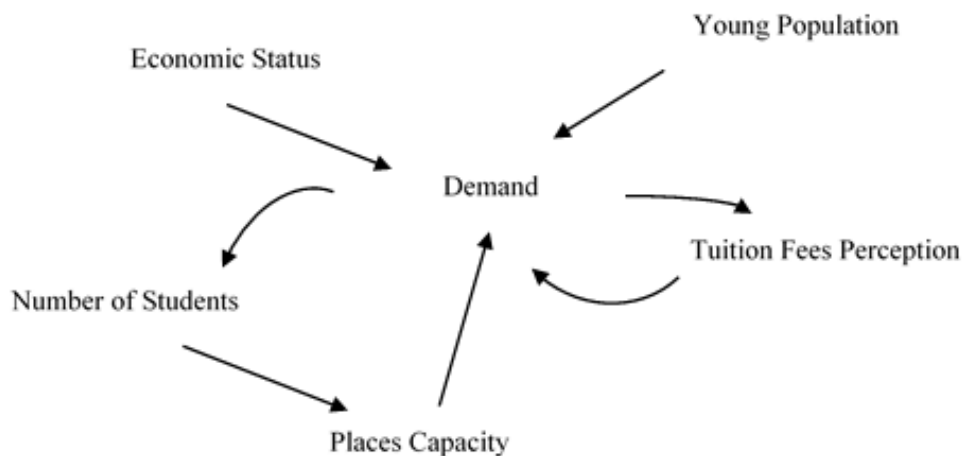 Young Population
Economic Status
Demand
Tuition Fees Perception
Number of Students
Places Capacity